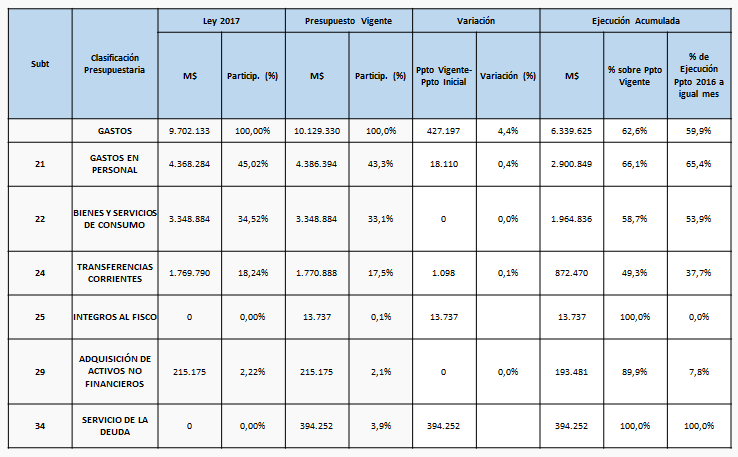 Subt | Clasificación Presupuestaria | Ley 2017 | Presupuesto Vigente | Variación | Ejecución Acumulada
M$ | Particip. (%) | M$ | Particip. (%) | Ppto Vigente-Ppto Inicial | Variación (%) | M$ | % sobre Ppto Vigente | % de Ejecución Ppto 2016 a igual mes
GASTOS | 9.702.133 | 100,00% | 10.129.330 | 100,0% | 427.197 | 4,4% | 6.339.625 | 62,6% | 59,9%
21 | GASTOS EN PERSONAL | 4.368.284 | 45,02% | 4.386.394 | 43,3% | 18.110 | 0,4% | 2.900.849 | 66,1% | 65,4%
22 | BIENES Y SERVICIOS DE CONSUMO | 3.348.884 | 34,52% | 3.348.884 | 33,1% | 0 | 0,0% | 1.964.836 | 58,7% | 53,9%
24 | TRANSFERENCIAS CORRIENTES | 1.769.790 | 18,24% | 1.770.888 | 17,5% | 1.098 | 0,1% | 872.470 | 49,3% | 37,7%
25 | INTEGROS AL FISCO | 0 | 0,00% | 13.737 | 0,1% | 13.737 | | 13.737 | 100,0% | 0,0%
29 | ADQUISICIÓN DE ACTIVOS NO FINANCIEROS | 215.175 | 2,22% | 215.175 | 2,1% | 0 | 0,0% | 193.481 | 89,9% | 7,8%
34 | SERVICIO DE LA DEUDA | 0 | 0,00% | 394.252 | 3,9% | 394.252 | | 394.252 | 100,0% | 100,0%